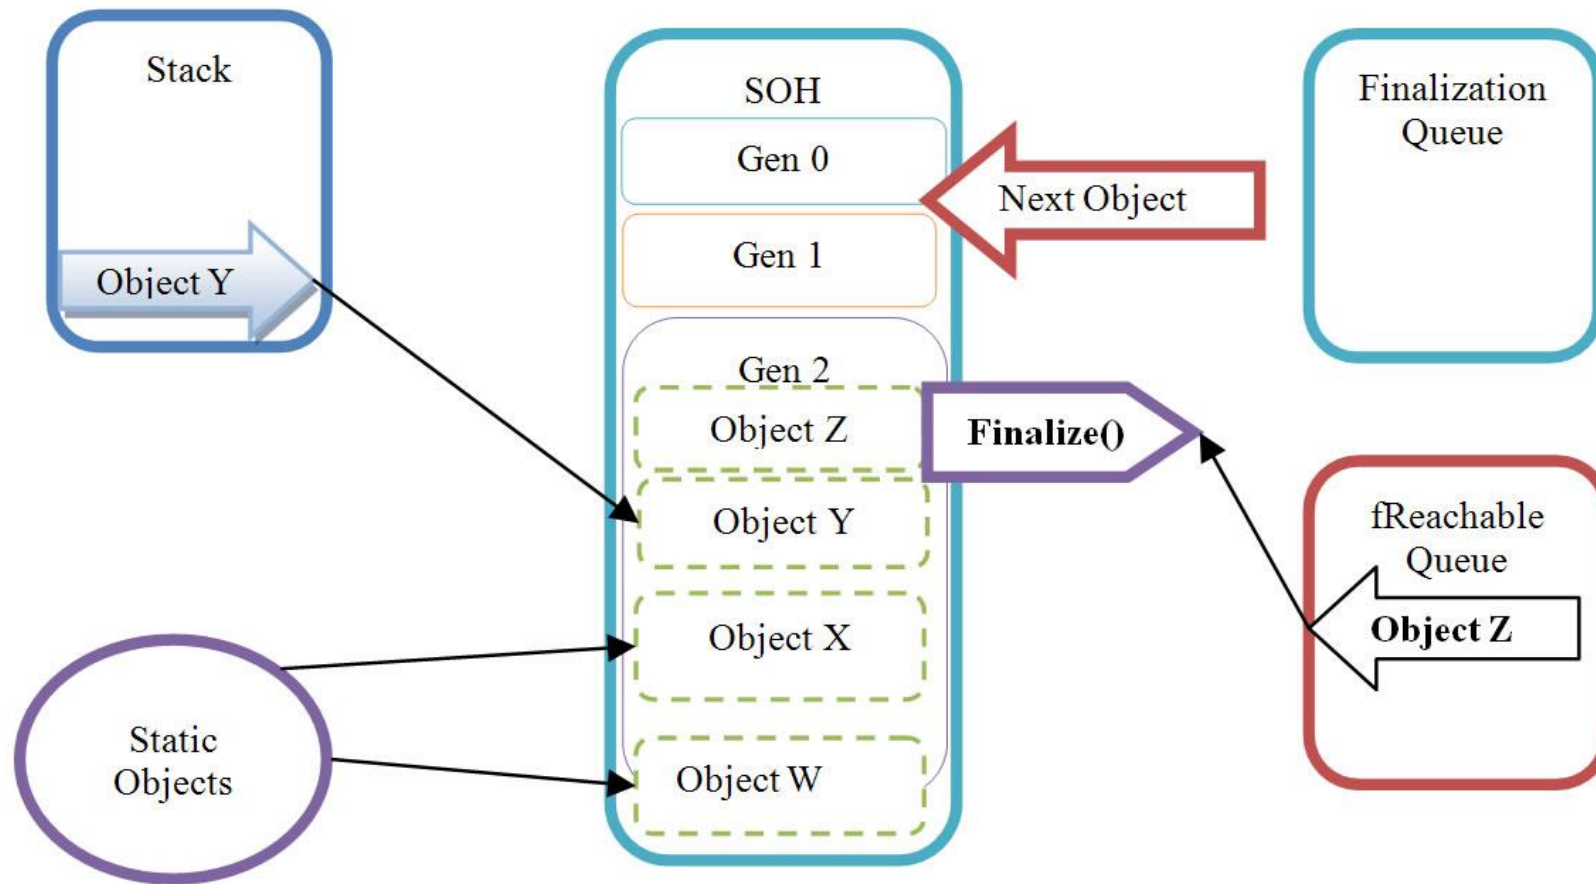 Stack
Object Y
Static
Objects
SOH
Gen 0
Gen 1
Gen 2
Object Z
Object Y
Object X
Object W
Next Object
Finalize()
Finalization
Queue
fReachable
Queue
Object Z